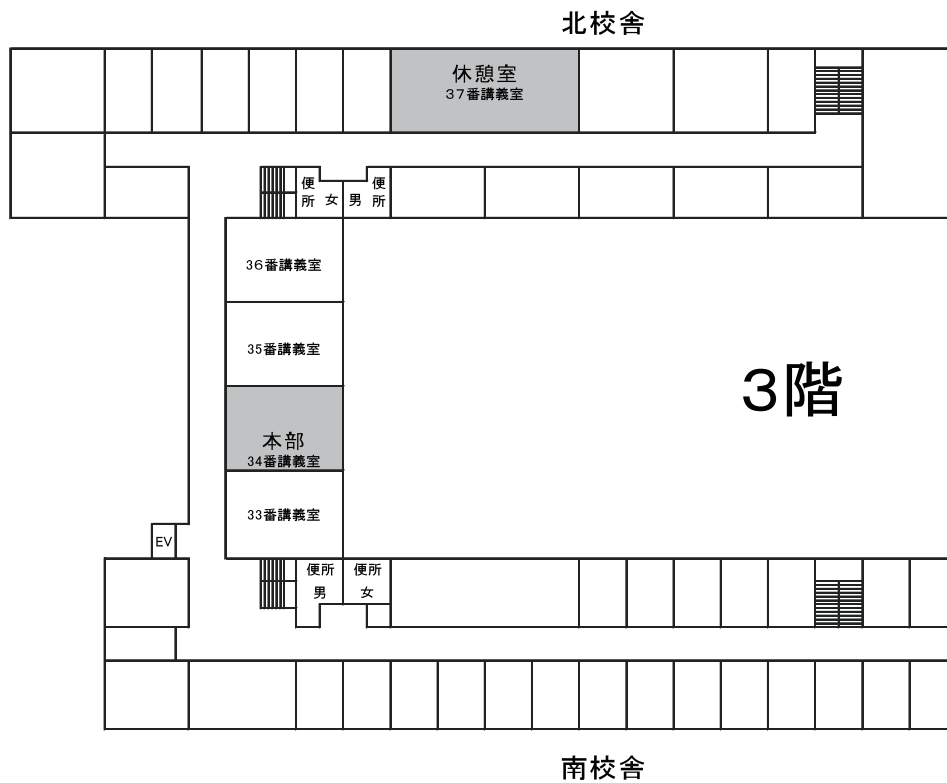 北校舎
休憩室
37番講義室
便所 女
男 便所
36番講義室
35番講義室
3階
本部
34番講義室
33番講義室
EV
便所
男
便所
女
南校舎